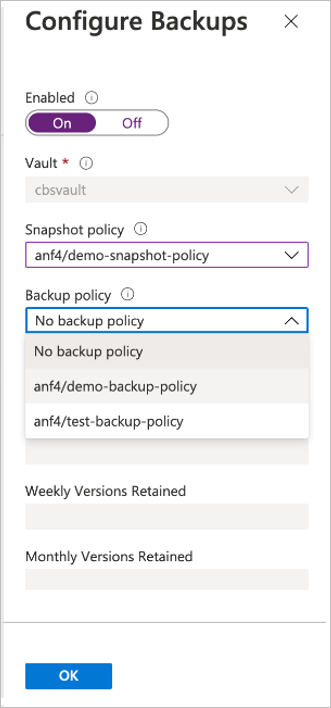 Configure Backups
Enabled
On Off
Vault *
cbsvault
Snapshot policy
anf4/demo-snapshot-policy
Backup policy
No backup policy
No backup policy
anf4/demo-backup-policy
anf4/test-backup-policy
Weekly Versions Retained
Monthly Versions Retained
OK